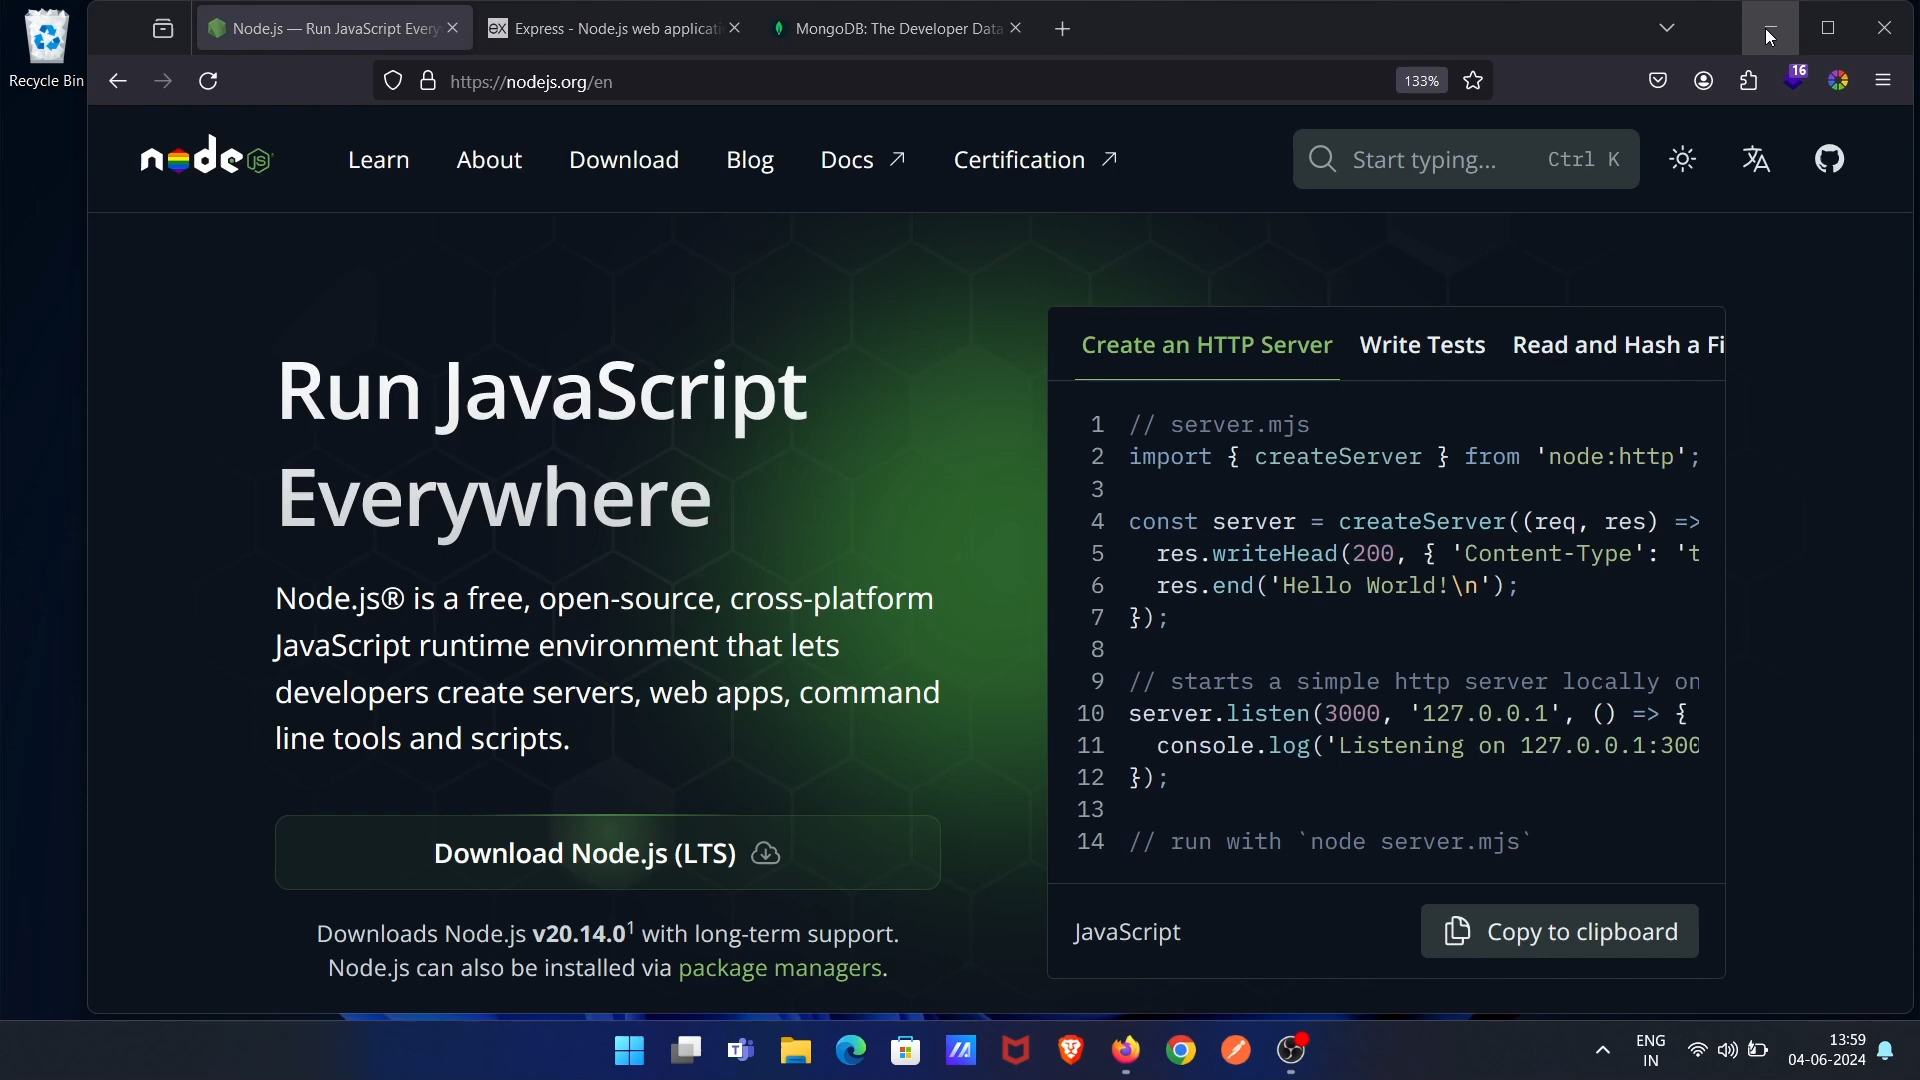 Recycle Bin
Node.js — Run JavaScript Every
Express - Node.js web applicati
MongoDB: The Developer Data
https://nodejs.org/en
133%
16
node JS
Learn
About
Download
Blog
Docs
Certification
Start typing...
Ctrl K
Run JavaScript
Everywhere
Node.js® is a free, open-source, cross-platform
JavaScript runtime environment that lets
developers create servers, web apps, command
line tools and scripts.
Download Node.js (LTS)
Downloads Node.js v20.14.0¹ with long-term support.
Node.js can also be installed via package managers.
Create an HTTP Server
Write Tests
Read and Hash a Fi
1 // server.mjs
2 import { createServer } from 'node:http';
3
4 const server = createServer((req, res) =>
5 res.writeHead(200, { 'Content-Type': 't
6 res.end('Hello World!\n');
7 });
8
9 // starts a simple http server locally on
10 server.listen(3000, '127.0.0.1', () => {
11 console.log('Listening on 127.0.0.1:300
12 });
13
14 // run with `node server.mjs`
JavaScript
Copy to clipboard
ENG
IN
13:59
04-06-2024